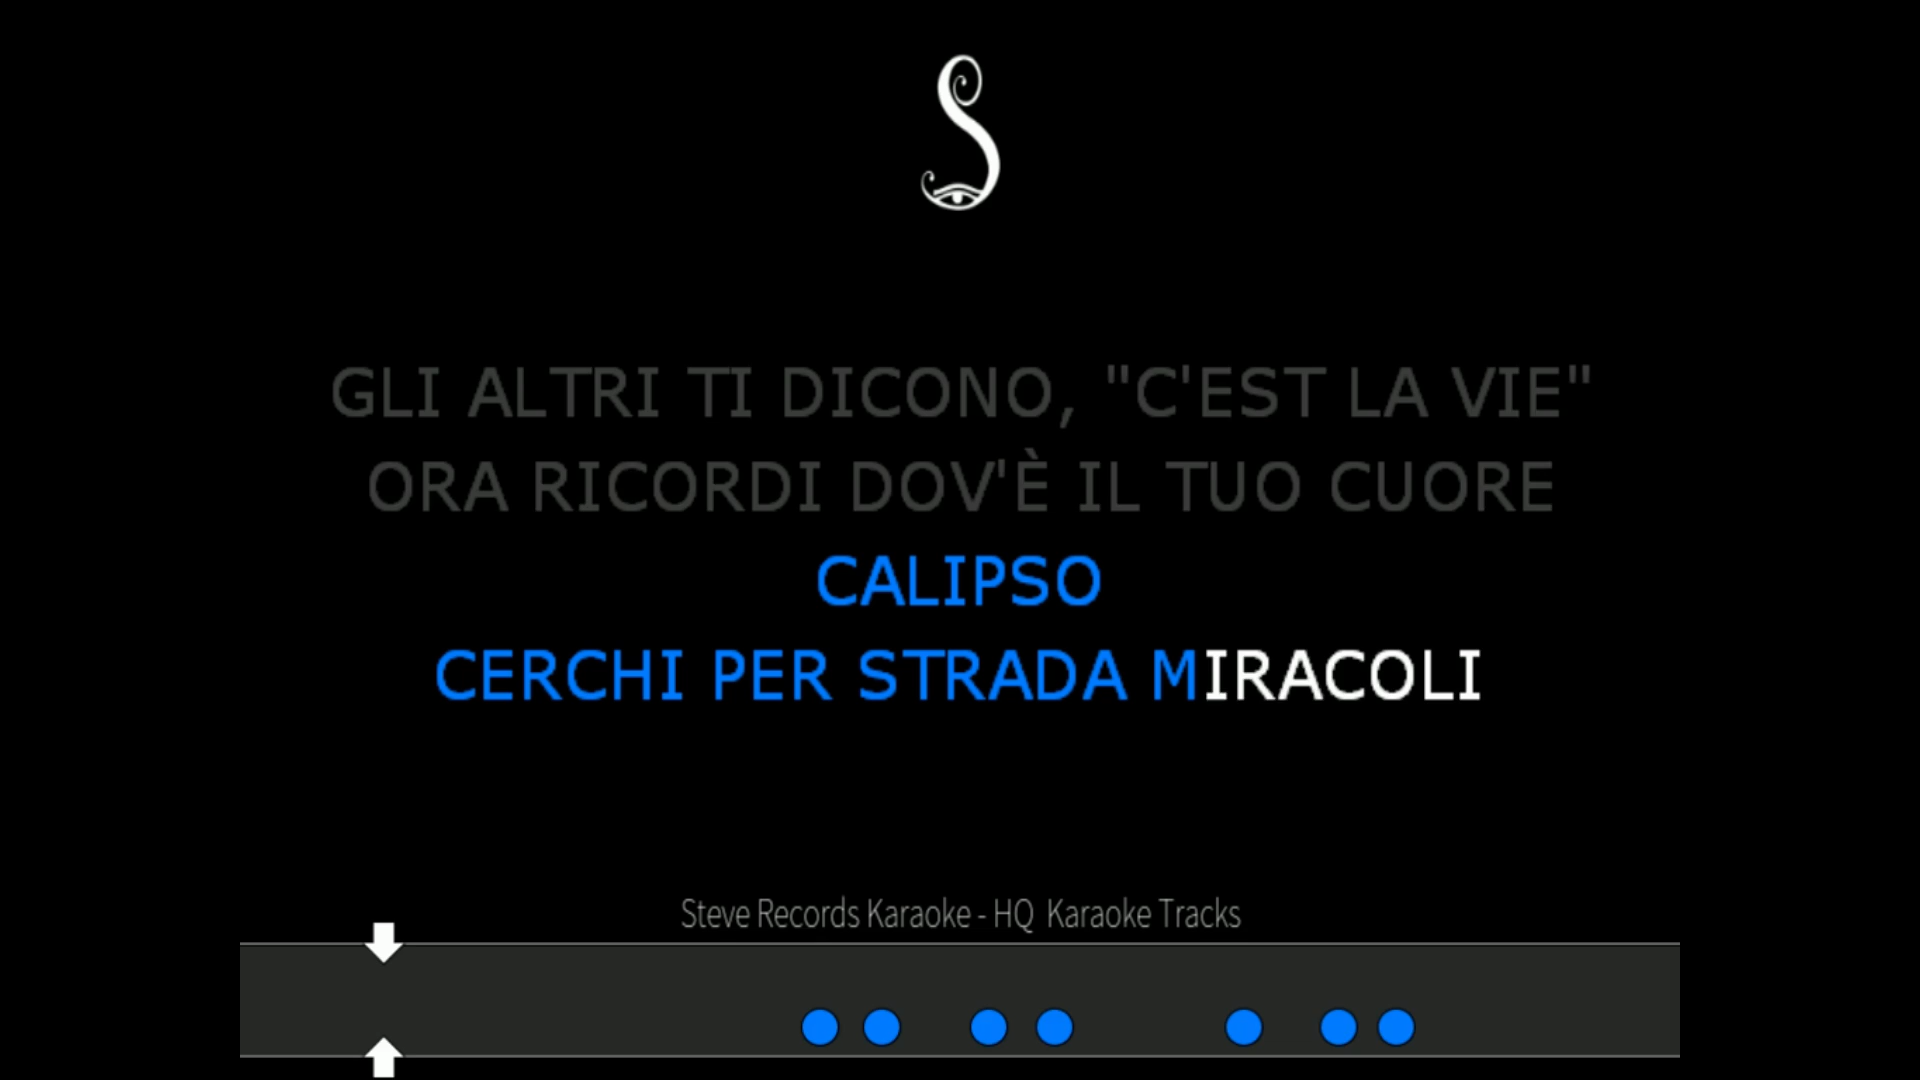 GLI ALTRI TI DICONO, "C'EST LA VIE"
ORA RICORDI DOV'È IL TUO CUORE
CALIPSO
CERCHI PER STRADA MIRACOLI
Steve Records Karaoke - HQ Karaoke Tracks